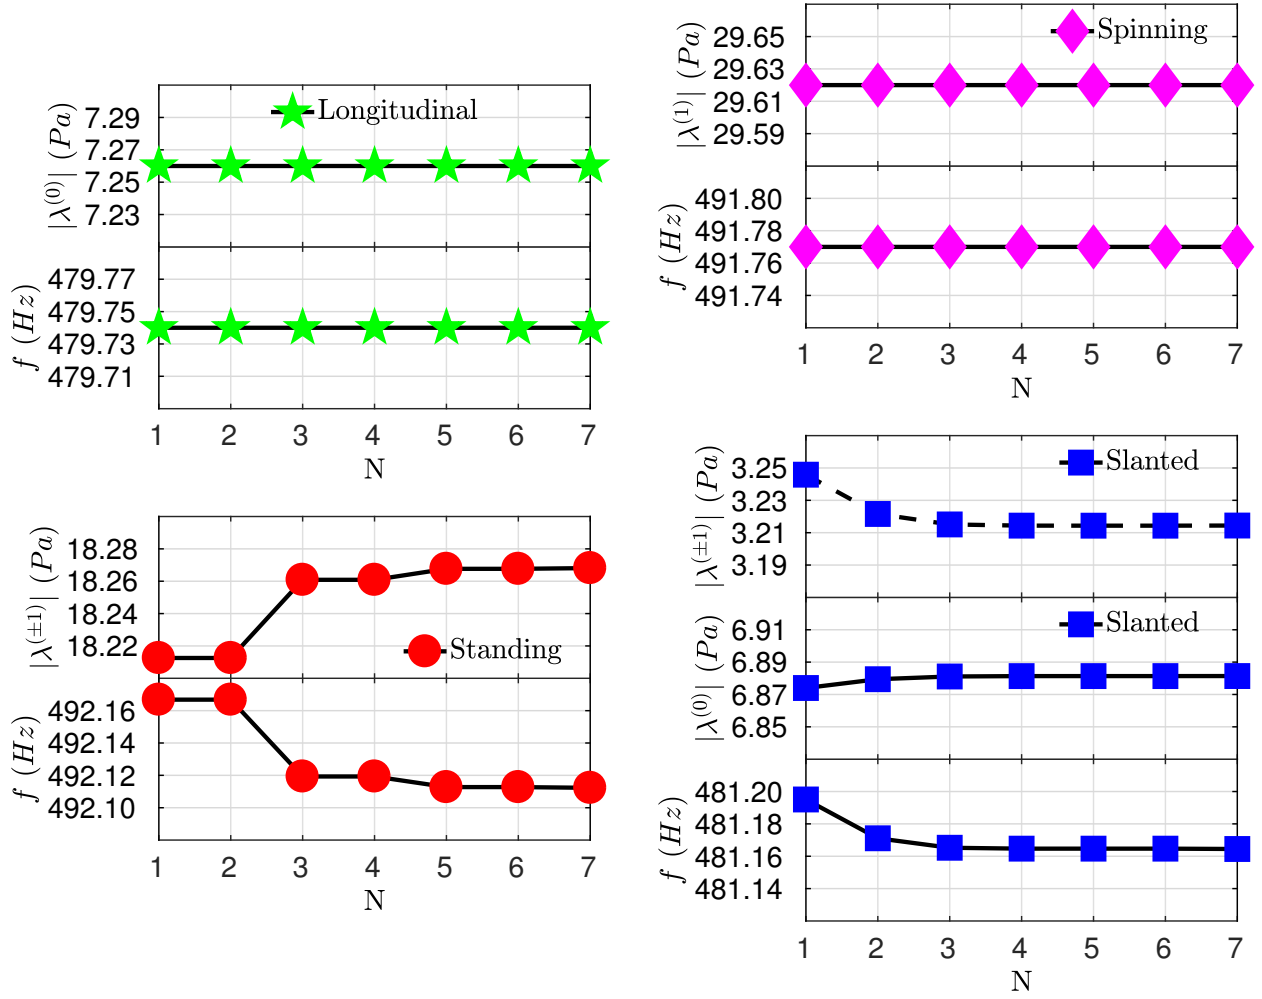 Longitudinal
|λ⁽⁰⁾| (Pa)
7.29
7.27
7.25
7.23
f (Hz)
479.77
479.75
479.73
479.71
1 2 3 4 5 6 7
N
Spinning
|λ⁽¹⁾| (Pa)
29.65
29.63
29.61
29.59
f (Hz)
491.80
491.78
491.76
491.74
1 2 3 4 5 6 7
N
|λ⁽±¹⁾| (Pa)
18.28
18.26
18.24
18.22
Standing
f (Hz)
492.16
492.14
492.12
492.10
1 2 3 4 5 6 7
N
Slanted
|λ⁽±¹⁾| (Pa)
3.25
3.23
3.21
3.19
Slanted
|λ⁽⁰⁾| (Pa)
6.91
6.89
6.87
6.85
f (Hz)
481.20
481.18
481.16
481.14
1 2 3 4 5 6 7
N